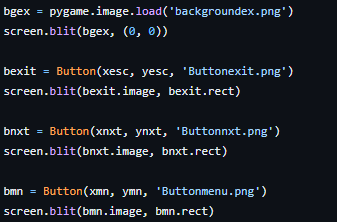 bgex = pygame.image.load('backgroundex.png')
screen.blit(bgex, (0, 0))
bexit = Button(xesc, yesc, 'Buttonexit.png')
screen.blit(bexit.image, bexit.rect)
bnxt = Button(xnxt, ynxt, 'Buttonnxt.png')
screen.blit(bnxt.image, bnxt.rect)
bmn = Button(xmn, ymn, 'Buttonmenu.png')
screen.blit(bmn.image, bmn.rect)